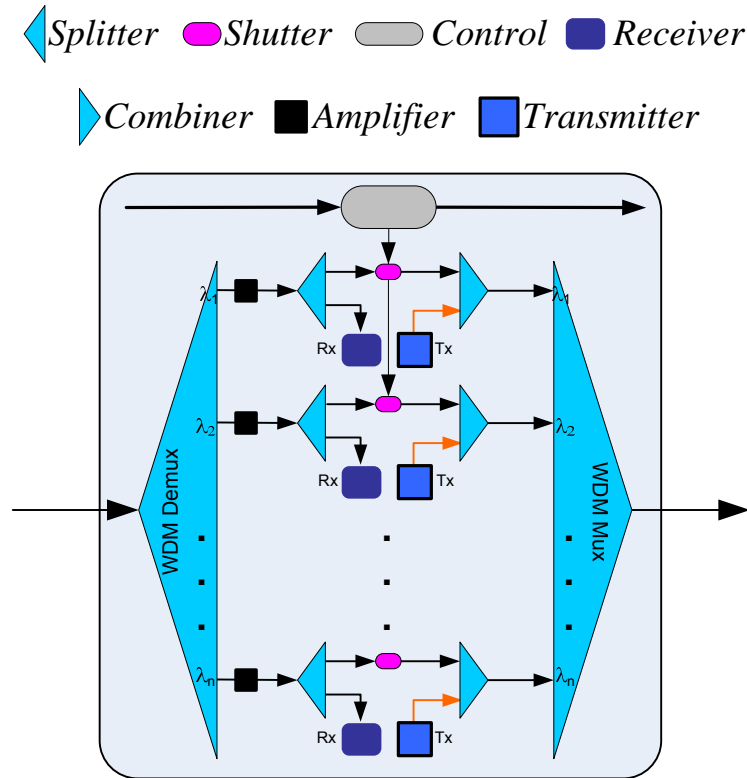 Splitter Shutter Control Receiver
Combiner Amplifier Transmitter
λ1 λ1
Rx Tx
λ2 λ2
Rx Tx
WDM Demux
WDM Mux
λn λn
Rx Tx